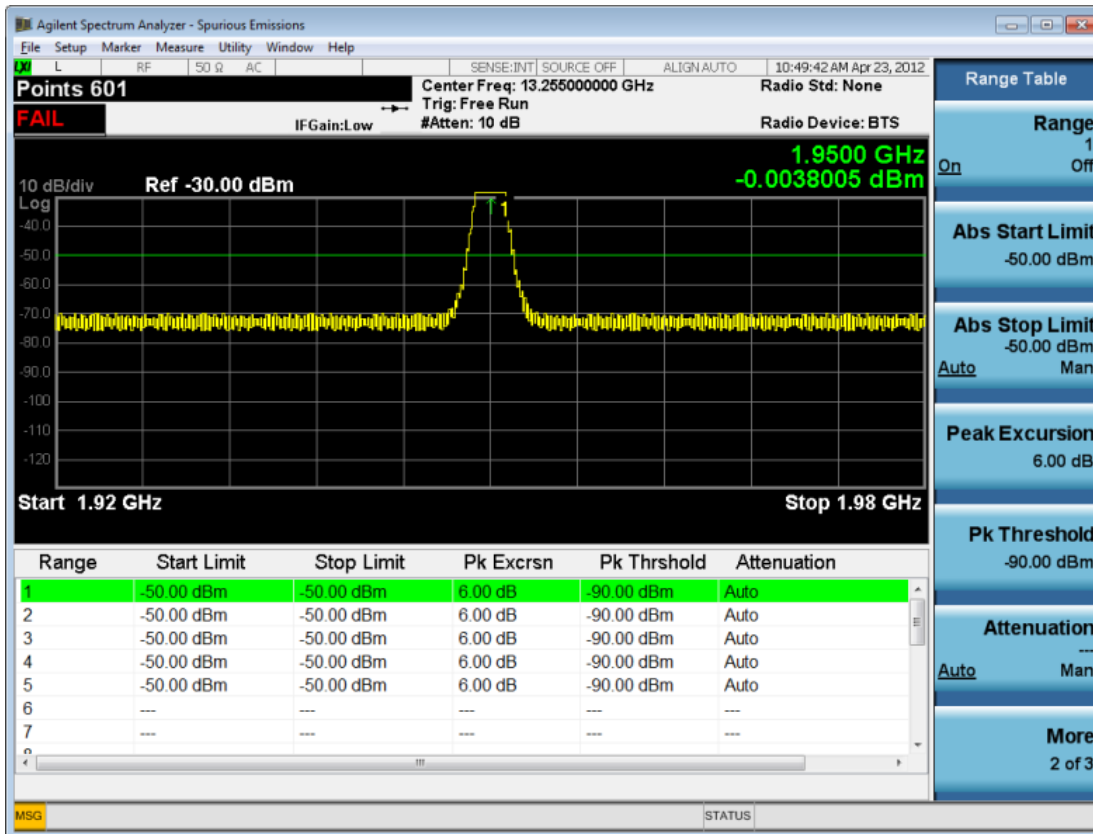 Agilent Spectrum Analyzer - Spurious Emissions
File Setup Marker Measure Utility Window Help
LXI L RF 50 Ω AC SENSE:INT SOURCE OFF ALIGN AUTO 10:49:42 AM Apr 23, 2012
Points 601
Center Freq: 13.255000000 GHz
Radio Std: None
Trig: Free Run
FAIL
IFGain:Low
#Atten: 10 dB
Radio Device: BTS
1.9500 GHz
-0.0038005 dBm
10 dB/div Ref -30.00 dBm
Log
1
-40.0
-50.0
-60.0
-70.0
-80.0
-90.0
-100
-110
-120
Start 1.92 GHz Stop 1.98 GHz
Range Start Limit Stop Limit Pk Excrsn Pk Thrshold Attenuation
1 -50.00 dBm -50.00 dBm 6.00 dB -90.00 dBm Auto
2 -50.00 dBm -50.00 dBm 6.00 dB -90.00 dBm Auto
3 -50.00 dBm -50.00 dBm 6.00 dB -90.00 dBm Auto
4 -50.00 dBm -50.00 dBm 6.00 dB -90.00 dBm Auto
5 -50.00 dBm -50.00 dBm 6.00 dB -90.00 dBm Auto
6 --- --- --- --- ---
7 --- --- --- --- ---
MSG STATUS
Range Table
Range
1
On Off
Abs Start Limit
-50.00 dBm
Abs Stop Limit
-50.00 dBm
Auto Man
Peak Excursion
6.00 dB
Pk Threshold
-90.00 dBm
Attenuation
---
Auto Man
More
2 of 3